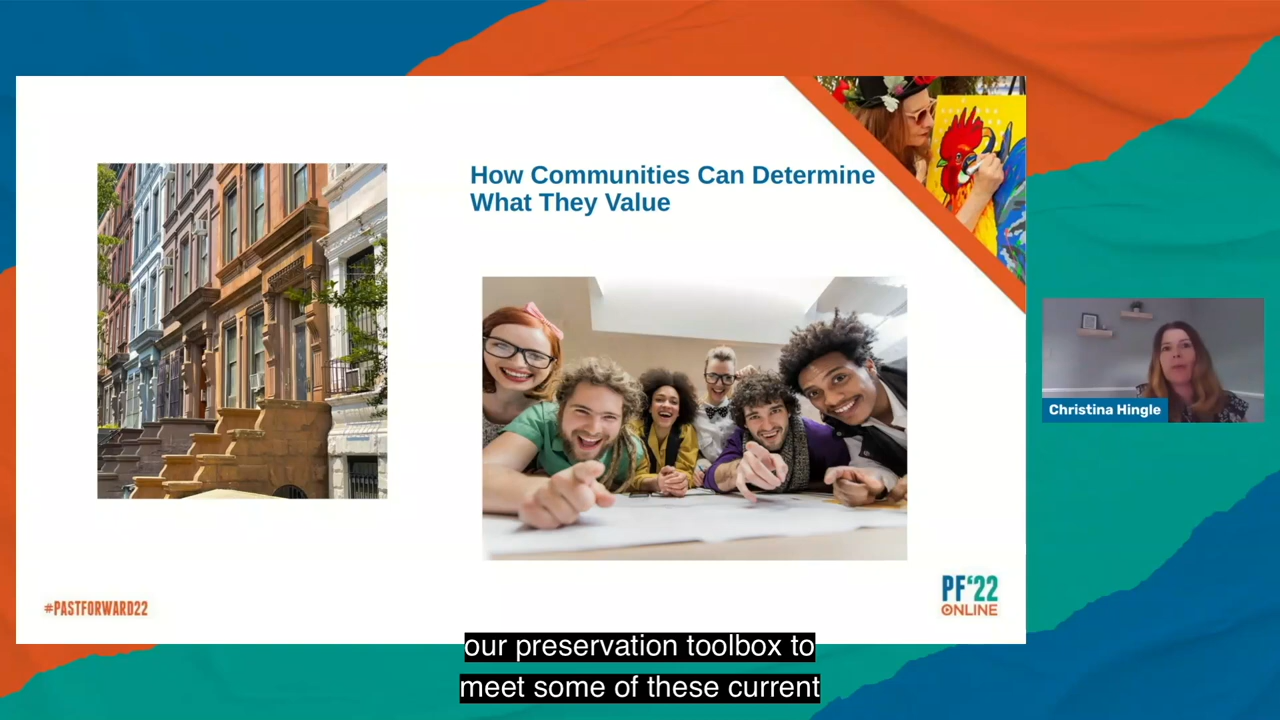 How Communities Can Determine
What They Value
Christina Hingle
#PASTFORWARD22
PF'22
ONLINE
our preservation toolbox to
meet some of these current